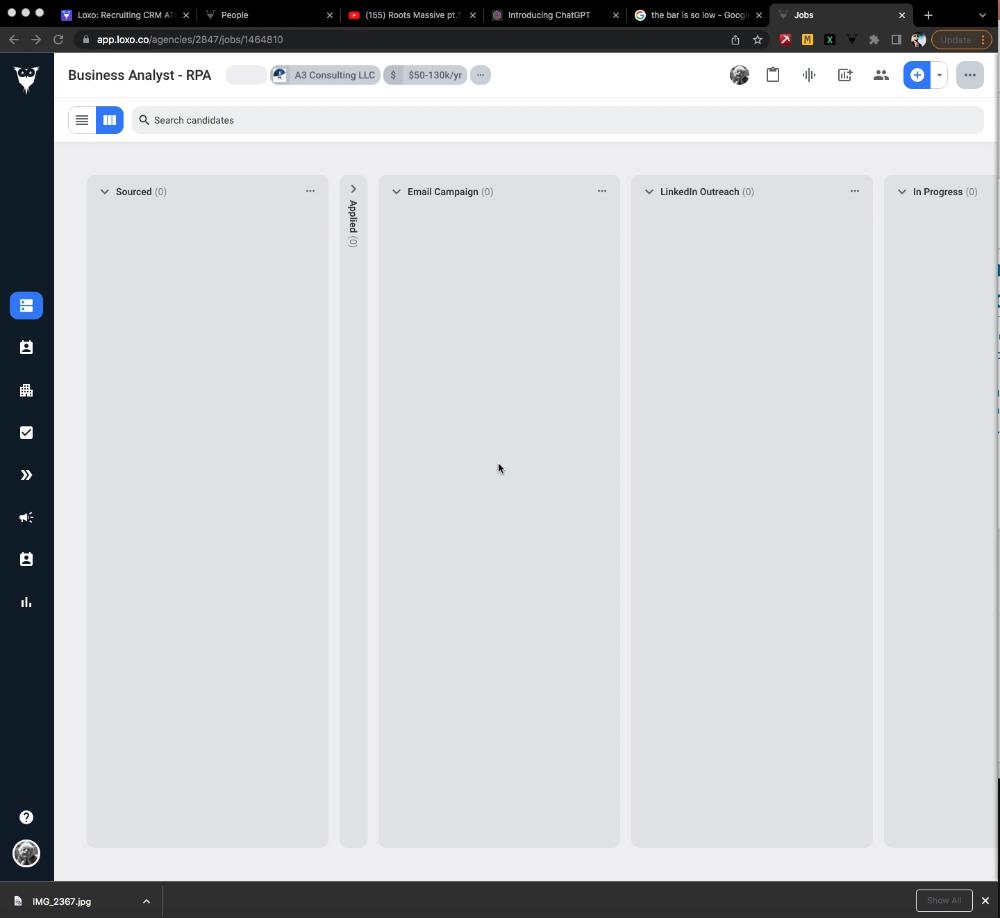 Loxo: Recruiting CRM AT
People
(155) Roots Massive pt.1
Introducing ChatGPT
the bar is so low - Googl
Jobs
app.loxo.co/agencies/2847/jobs/1464810
M
X
Update
Business Analyst - RPA
A3 Consulting LLC
$ $50-130k/yr
Search candidates
Sourced (0)
Applied (0)
Email Campaign (0)
LinkedIn Outreach (0)
In Progress (0)
IMG_2367.jpg
Show All